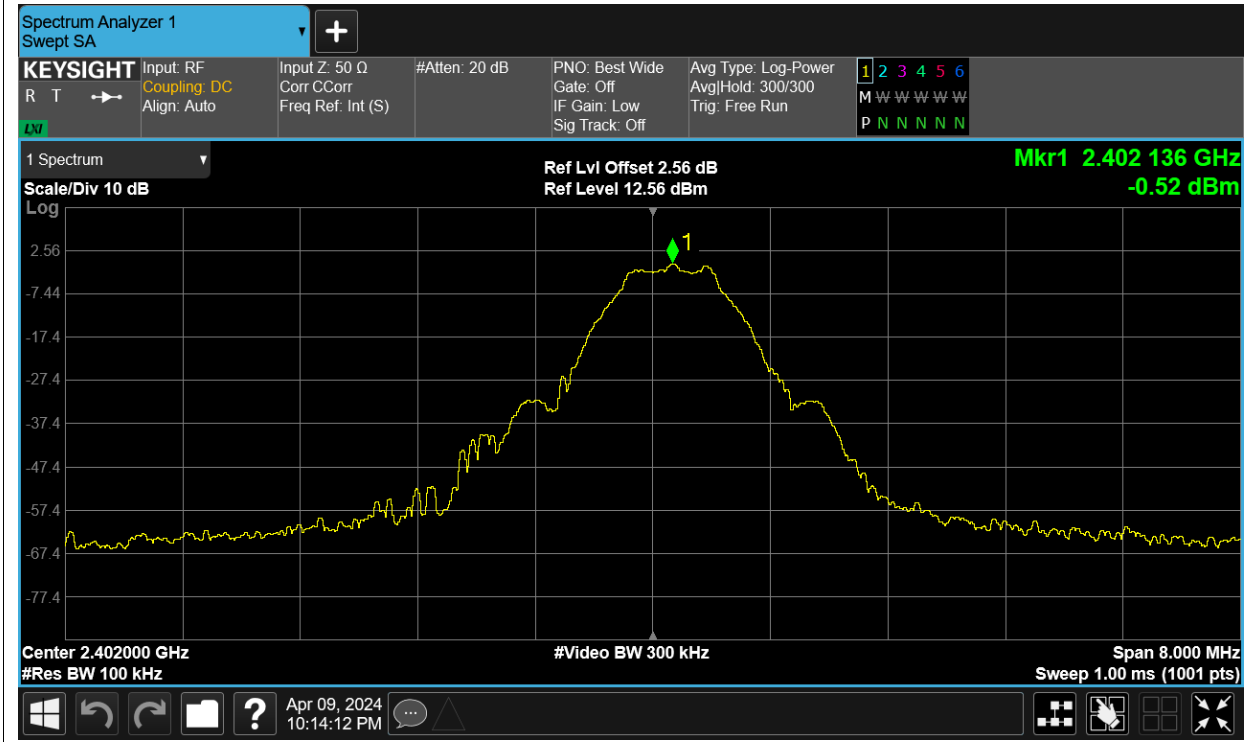 Spectrum Analyzer 1
Swept SA
KEYSIGHT
R T
LXI
Input: RF
Coupling: DC
Align: Auto
Input Z: 50 Ω
Corr CCorr
Freq Ref: Int (S)
#Atten: 20 dB
PNO: Best Wide
Gate: Off
IF Gain: Low
Sig Track: Off
Avg Type: Log-Power
Avg|Hold: 300/300
Trig: Free Run
1 2 3 4 5 6
M W W W W W
P N N N N N
1 Spectrum
Scale/Div 10 dB
Log
Ref Lvl Offset 2.56 dB
Ref Level 12.56 dBm
Mkr1 2.402 136 GHz
-0.52 dBm
1
2.56
-7.44
-17.4
-27.4
-37.4
-47.4
-57.4
-67.4
-77.4
Center 2.402000 GHz
#Video BW 300 kHz
Span 8.000 MHz
#Res BW 100 kHz
Sweep 1.00 ms (1001 pts)
?
Apr 09, 2024
10:14:12 PM